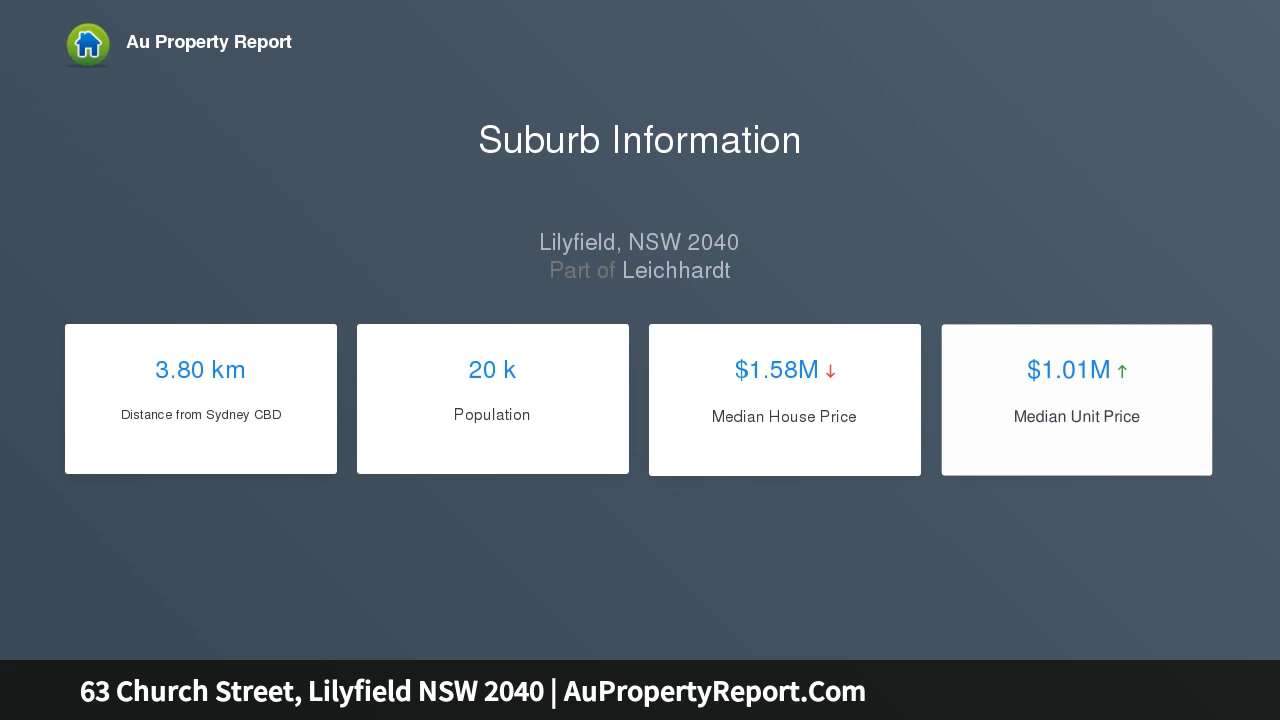 Au Property Report
Suburb Information
Lilyfield, NSW 2040
Part of Leichhardt
3.80 km
Distance from Sydney CBD
20 k
Population
$1.58M ↓
Median House Price
$1.01M ↑
Median Unit Price
63 Church Street, Lilyfield NSW 2040 | AuPropertyReport.Com